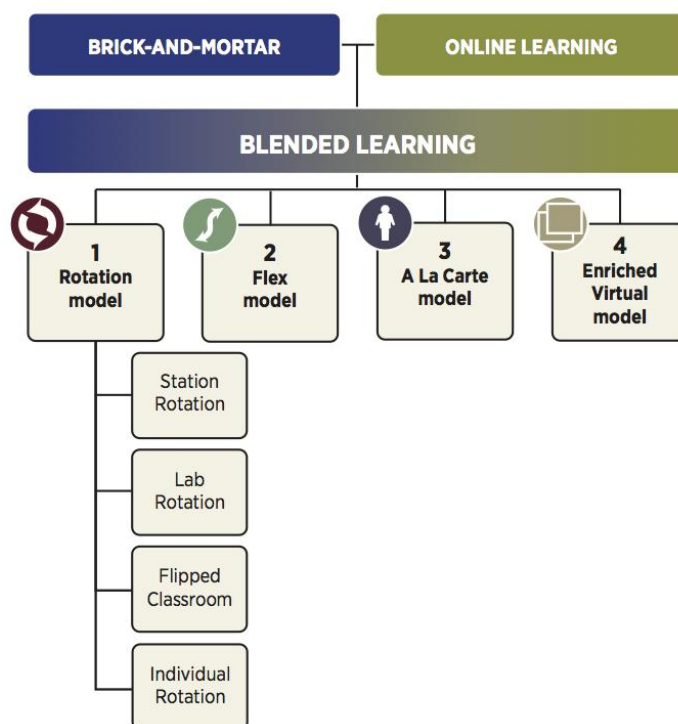 BRICK-AND-MORTAR
ONLINE LEARNING
BLENDED LEARNING
1
Rotation
model
2
Flex
model
3
A La Carte
model
4
Enriched
Virtual
model
Station
Rotation
Lab
Rotation
Flipped
Classroom
Individual
Rotation